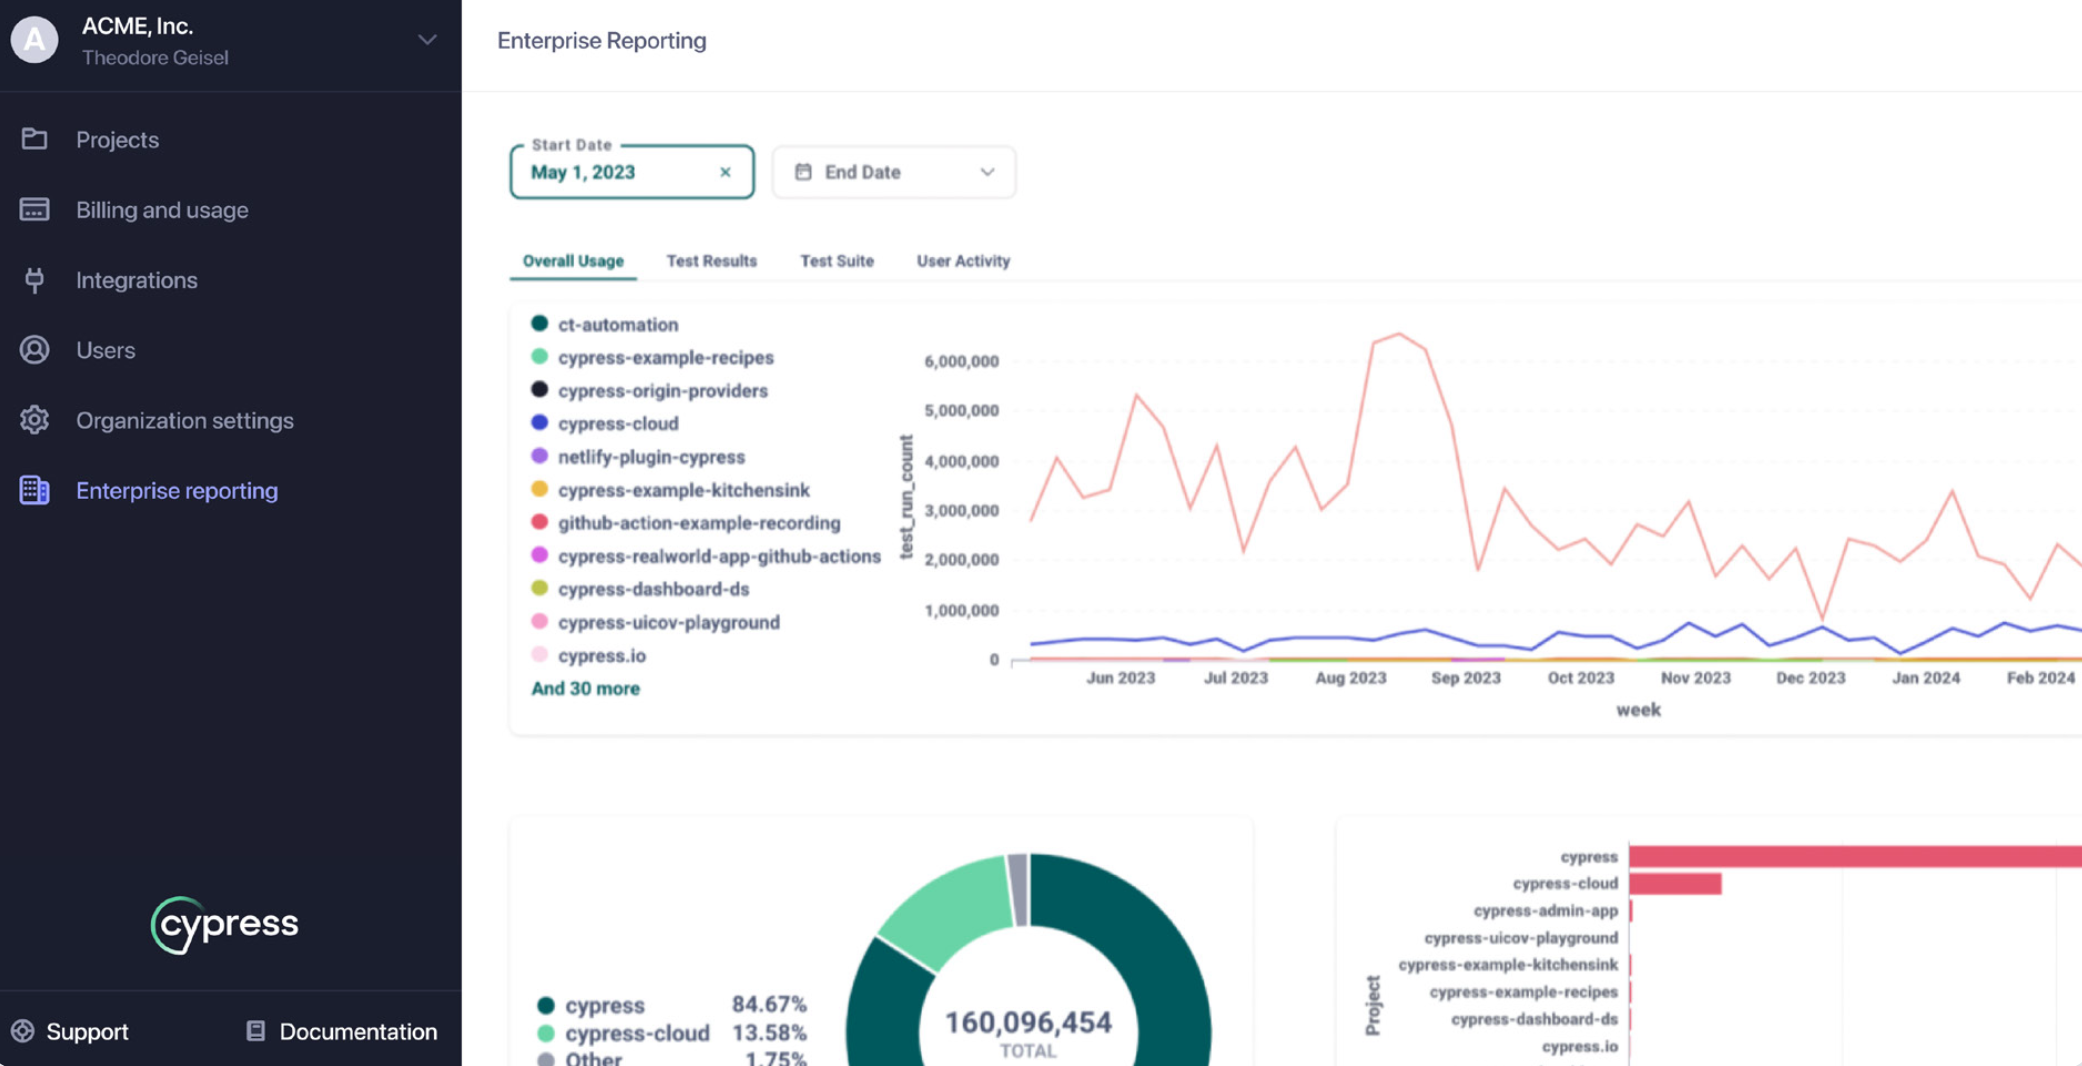 A
ACME, Inc.
Theodore Geisel
Projects
Billing and usage
Integrations
Users
Organization settings
Enterprise reporting
cypress
Support
Documentation
Enterprise Reporting
Start Date
May 1, 2023
×
End Date
Overall Usage
Test Results
Test Suite
User Activity
ct-automation
cypress-example-recipes
cypress-origin-providers
cypress-cloud
netlify-plugin-cypress
cypress-example-kitchensink
github-action-example-recording
cypress-realworld-app-github-actions
cypress-dashboard-ds
cypress-uicov-playground
cypress.io
And 30 more
test_run_count
6,000,000
5,000,000
4,000,000
3,000,000
2,000,000
1,000,000
0
Jun 2023
Jul 2023
Aug 2023
Sep 2023
Oct 2023
Nov 2023
Dec 2023
Jan 2024
Feb 2024
week
cypress 84.67%
cypress-cloud 13.58%
Other 1.75%
160,096,454
TOTAL
Project
cypress
cypress-cloud
cypress-admin-app
cypress-uicov-playground
cypress-example-kitchensink
cypress-example-recipes
cypress-dashboard-ds
cypress.io